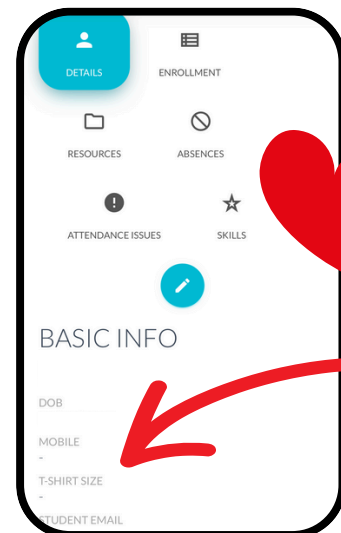 DETAILS ENROLLMENT
RESOURCES ABSENCES
ATTENDANCE ISSUES SKILLS
BASIC INFO
DOB
MOBILE
-
T-SHIRT SIZE
-
STUDENT EMAIL